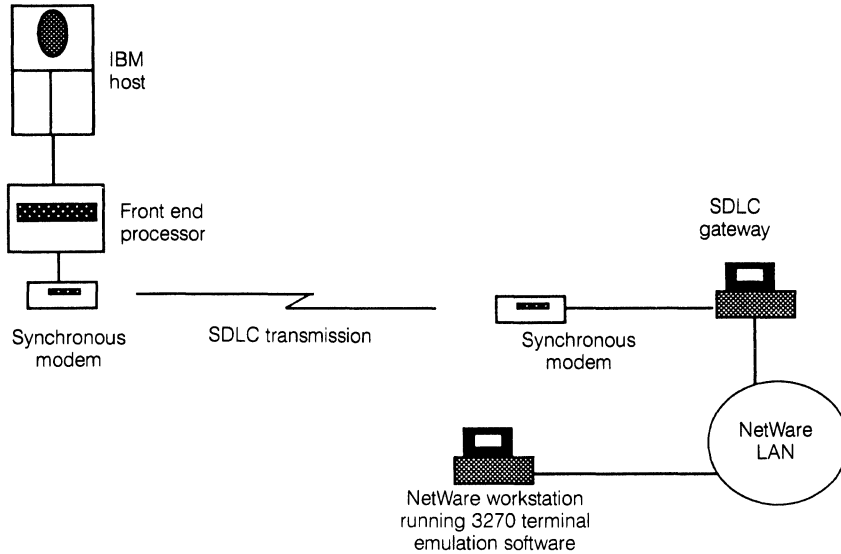 IBM
host
Front end
processor
SDLC
gateway
Synchronous
modem
SDLC transmission
Synchronous
modem
NetWare
LAN
NetWare workstation
running 3270 terminal
emulation software